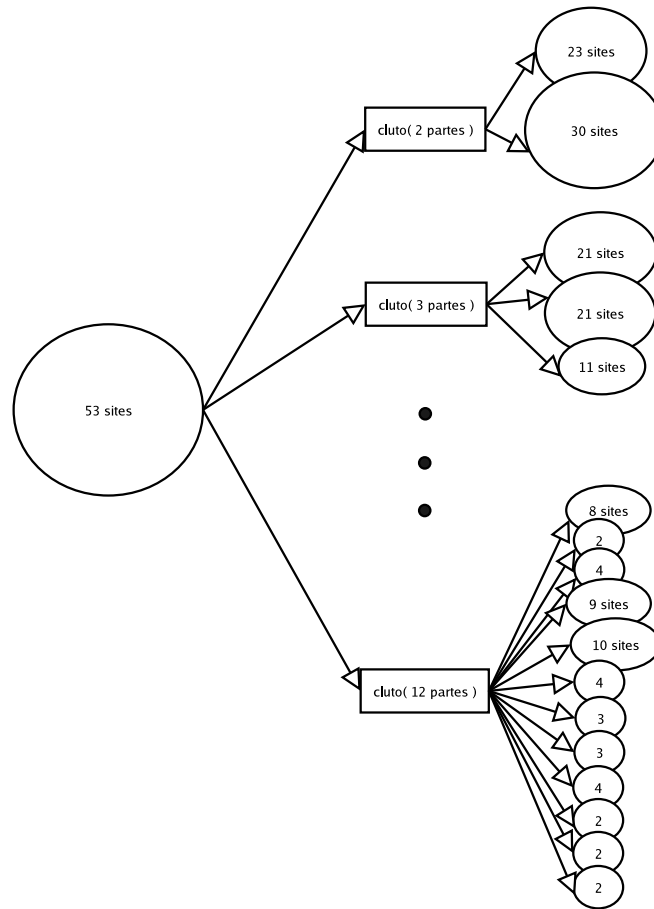 23 sites
cluto( 2 partes )
30 sites
21 sites
cluto( 3 partes )
21 sites
11 sites
53 sites
8 sites
2
4
9 sites
10 sites
cluto( 12 partes )
4
3
3
4
2
2
2